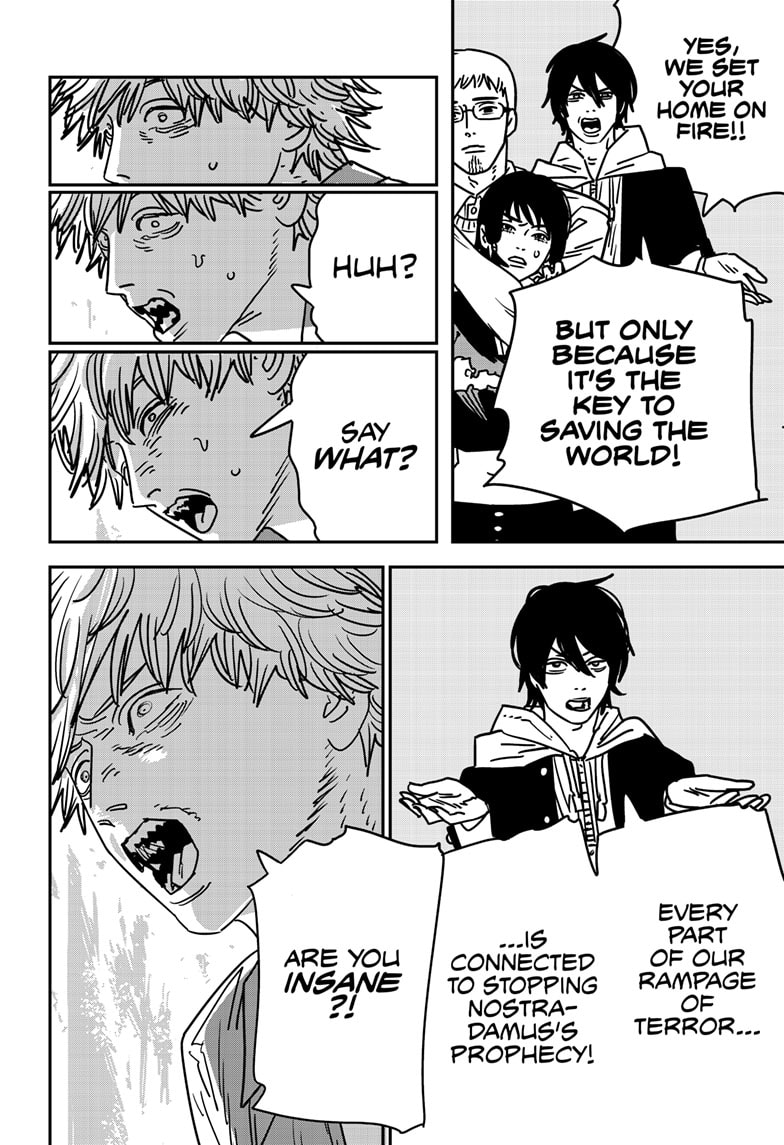 YES,
WE SET
YOUR
HOME ON
FIRE!!
BUT ONLY
BECAUSE
IT'S THE
KEY TO
SAVING THE
WORLD!
HUH?
SAY
WHAT?
EVERY
PART
OF OUR
RAMPAGE
OF
TERROR...
...IS
CONNECTED
TO STOPPING
NOSTRA-
DAMUS'S
PROPHECY!
ARE YOU
INSANE
?!